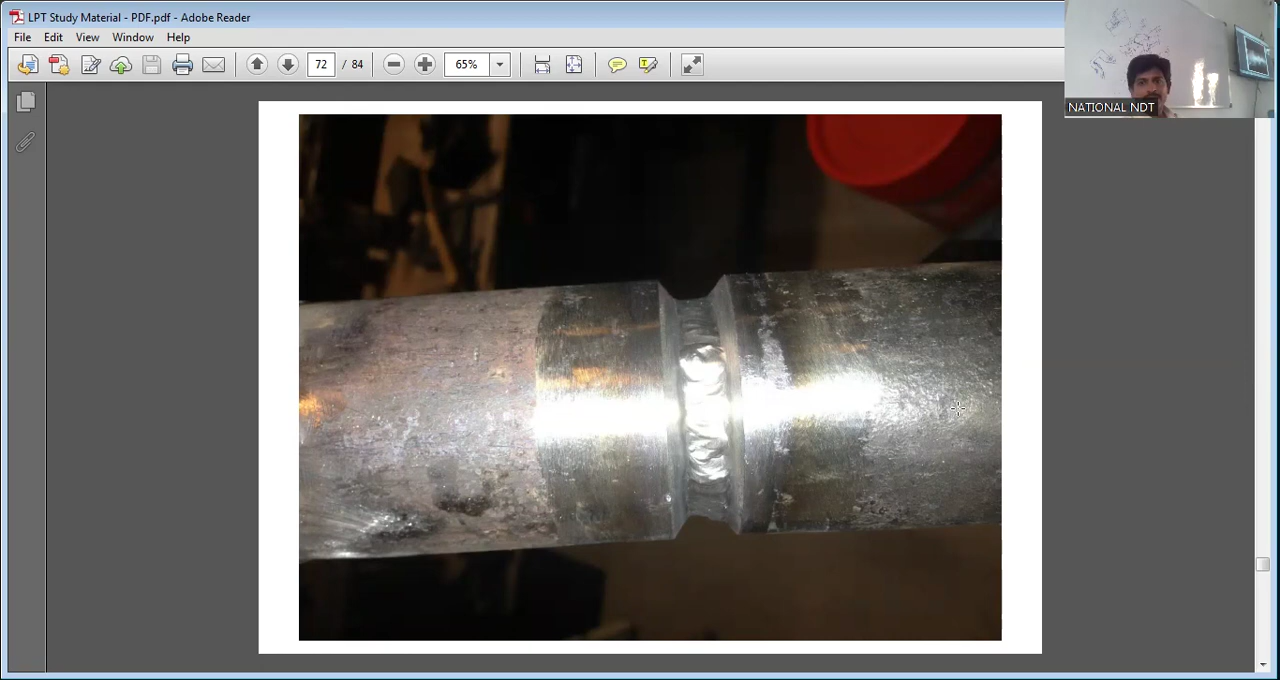 LPT Study Material - PDF.pdf - Adobe Reader
File Edit View Window Help
72 / 84 65%
NATIONAL NDT